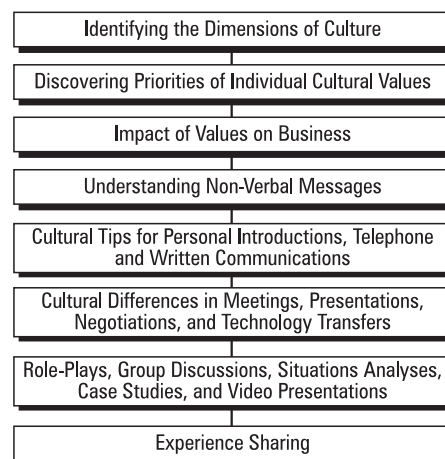 Identifying the Dimensions of Culture
Discovering Priorities of Individual Cultural Values
Impact of Values on Business
Understanding Non-Verbal Messages
Cultural Tips for Personal Introductions, Telephone
and Written Communications
Cultural Differences in Meetings, Presentations,
Negotiations, and Technology Transfers
Role-Plays, Group Discussions, Situations Analyses,
Case Studies, and Video Presentations
Experience Sharing